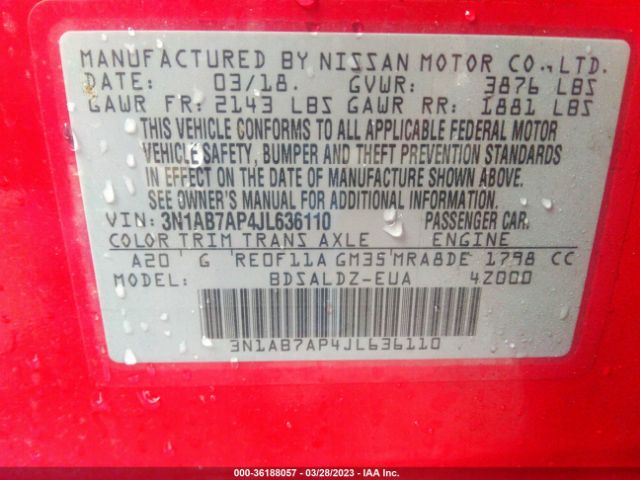 MANUFACTURED BY NISSAN MOTOR CO.,LTD.
DATE: 03/18. GVWR: 3876 LBS
GAWR FR: 2143 LBS GAWR RR: 1881 LBS
THIS VEHICLE CONFORMS TO ALL APPLICABLE FEDERAL MOTOR
VEHICLE SAFETY, BUMPER AND THEFT PREVENTION STANDARDS
IN EFFECT ON THE DATE OF MANUFACTURE SHOWN ABOVE.
SEE OWNER'S MANUAL FOR ADDITIONAL INFORMATION.
VIN: 3N1AB7AP4JL636110 PASSENGER CAR.
COLOR TRIM TRANS AXLE ENGINE
A20 G RE0F11A GM35 MRA8DE 1798 CC
MODEL: BDSALDZ-EUA 4Z000
3N1AB7AP4JL636110
000-36188057 / 03/28/2023 - IAA Inc.